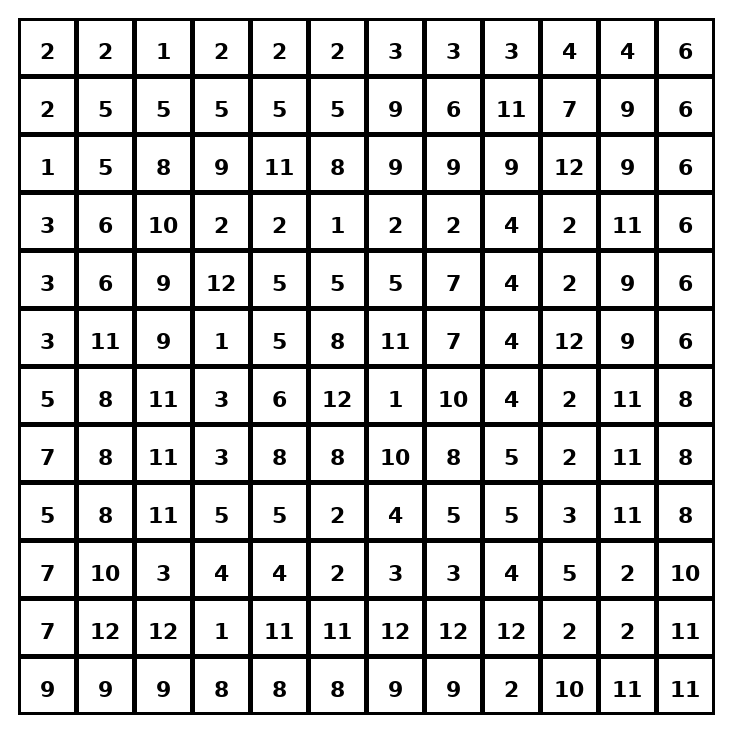 2 2 1 2 2 2 3 3 3 4 4 6
2 5 5 5 5 5 9 6 11 7 9 6
1 5 8 9 11 8 9 9 9 12 9 6
3 6 10 2 2 1 2 2 4 2 11 6
3 6 9 12 5 5 5 7 4 2 9 6
3 11 9 1 5 8 11 7 4 12 9 6
5 8 11 3 6 12 1 10 4 2 11 8
7 8 11 3 8 8 10 8 5 2 11 8
5 8 11 5 5 2 4 5 5 3 11 8
7 10 3 4 4 2 3 3 4 5 2 10
7 12 12 1 11 11 12 12 12 2 2 11
9 9 9 8 8 8 9 9 2 10 11 11